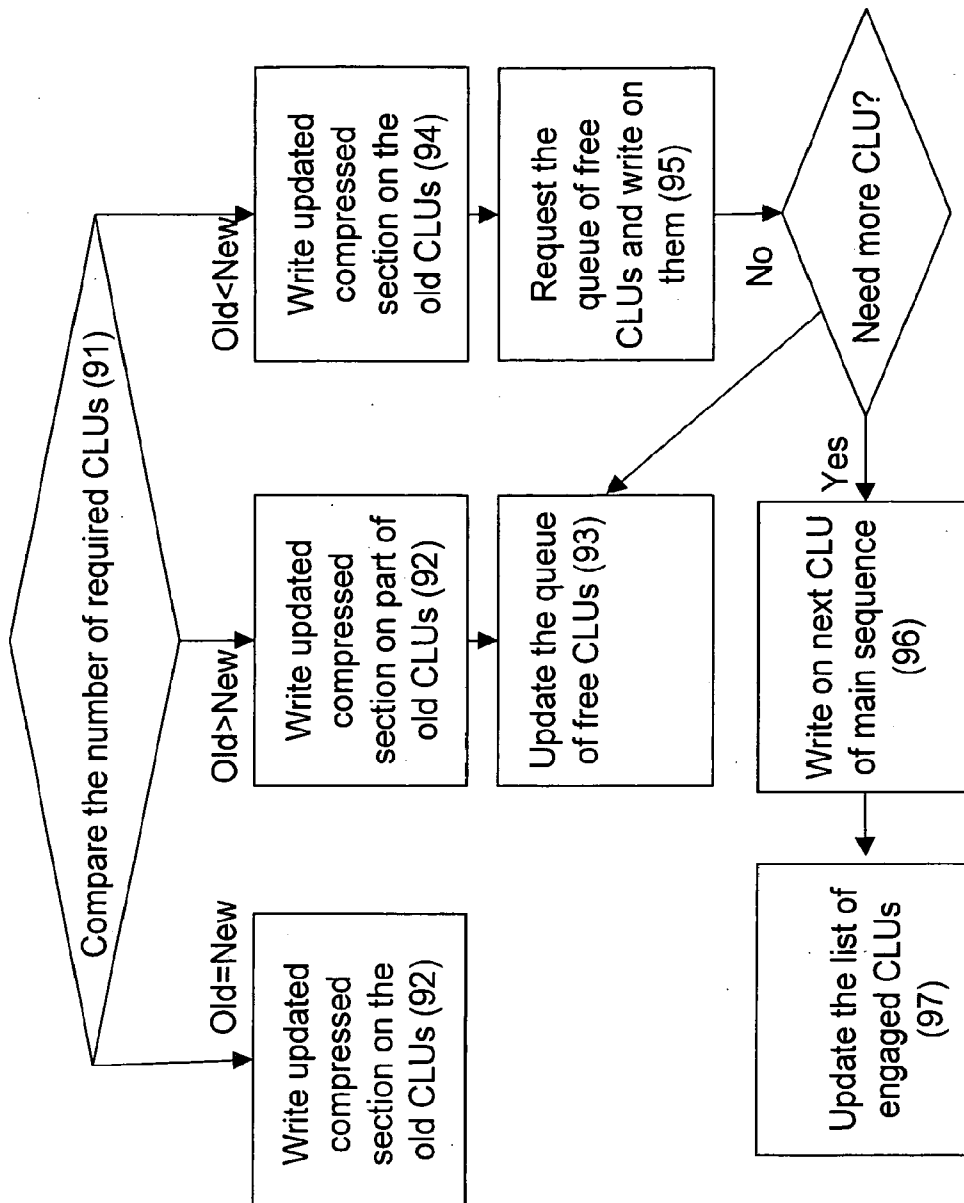 Compare the number of required CLUs (91)
Old=New
Old>New
Old<New
Write updated
compressed
section on the
old CLUs (92)
Write updated
compressed
section on part of
old CLUs (92)
Write updated
compressed
section on the
old CLUs (94)
Update the queue
of free CLUs (93)
Request the
queue of free
CLUs and write on
them (95)
No
Need more CLU?
Yes
Write on next CLU
of main sequence
(96)
Update the list of
engaged CLUs
(97)